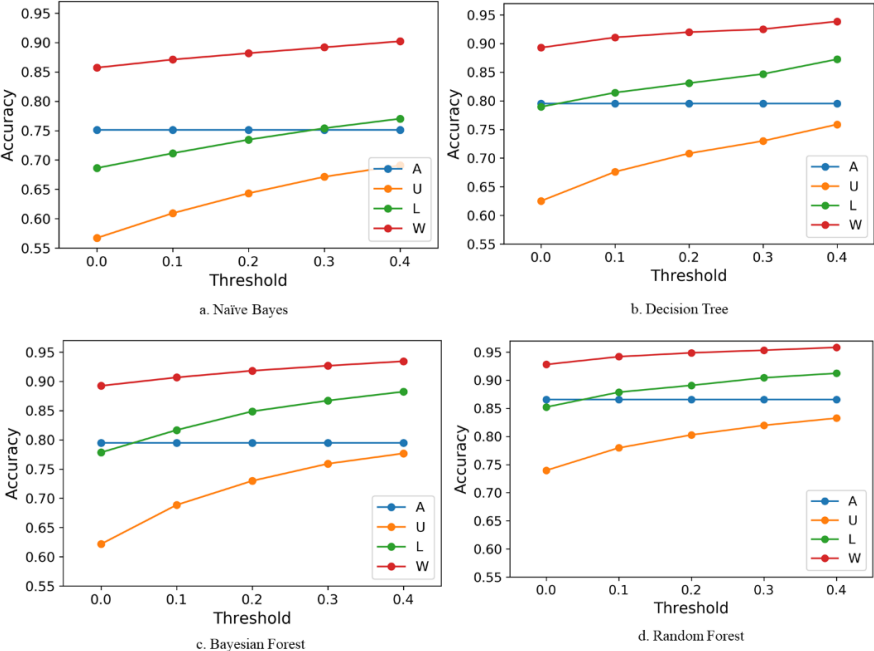 0.95
0.90
0.85
0.80
0.75
0.70
0.65
0.60
0.55
Accuracy
0.0 0.1 0.2 0.3 0.4
Threshold
A
U
L
W
a. Naïve Bayes
0.95
0.90
0.85
0.80
0.75
0.70
0.65
0.60
0.55
Accuracy
0.0 0.1 0.2 0.3 0.4
Threshold
A
U
L
W
b. Decision Tree
0.95
0.90
0.85
0.80
0.75
0.70
0.65
0.60
0.55
Accuracy
0.0 0.1 0.2 0.3 0.4
Threshold
A
U
L
W
c. Bayesian Forest
0.95
0.90
0.85
0.80
0.75
0.70
0.65
0.60
0.55
Accuracy
0.0 0.1 0.2 0.3 0.4
Threshold
A
U
L
W
d. Random Forest